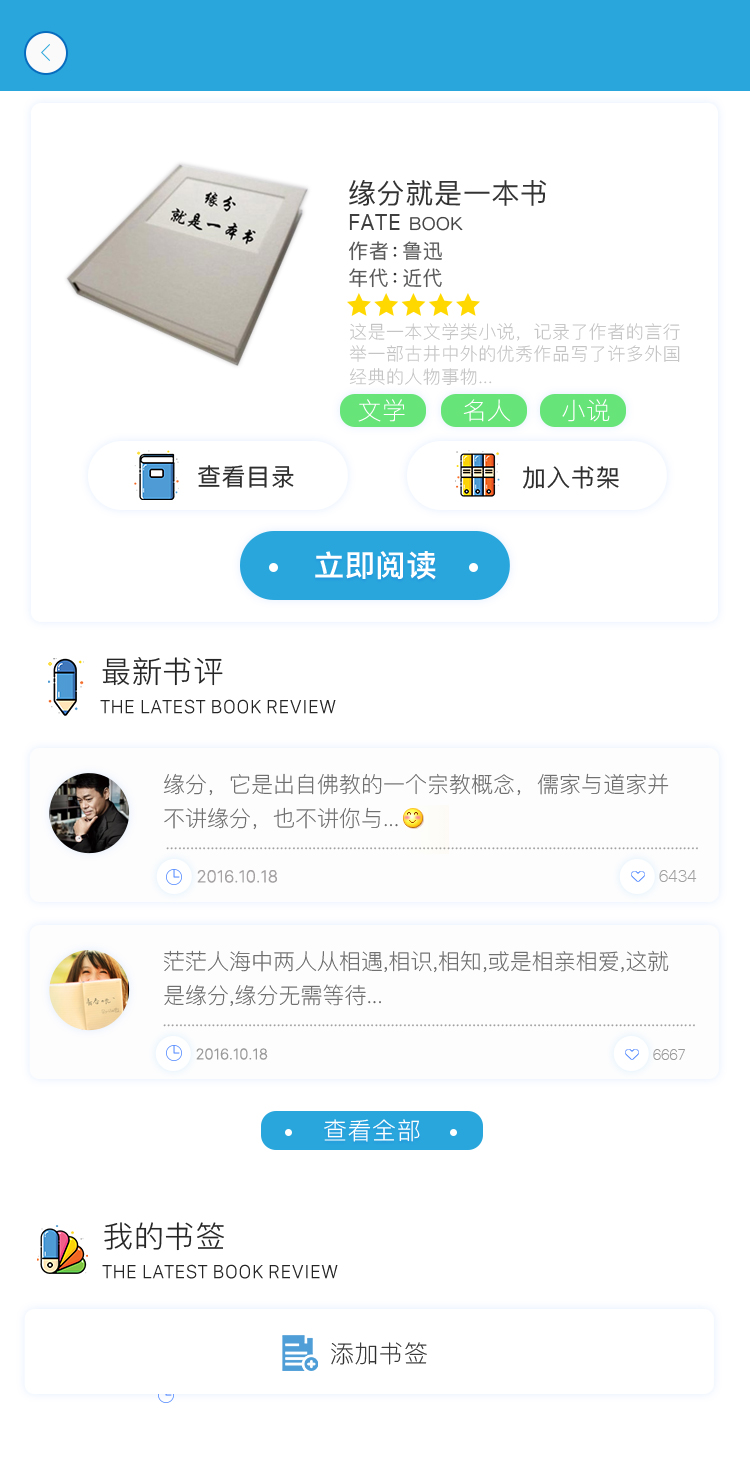 缘分
就是一本书
缘分就是一本书
FATE BOOK
作者:鲁迅
年代:近代
这是一本文学类小说，记录了作者的言行
举一部古井中外的优秀作品写了许多外国
经典的人物事物...
文学 名人 小说
查看目录 加入书架
立即阅读
最新书评
THE LATEST BOOK REVIEW
缘分，它是出自佛教的一个宗教概念，儒家与道家并
不讲缘分，也不讲你与...
2016.10.18 6434
茫茫人海中两人从相遇,相识,相知,或是相亲相爱,这就
是缘分,缘分无需等待...
2016.10.18 6667
查看全部
我的书签
THE LATEST BOOK REVIEW
添加书签